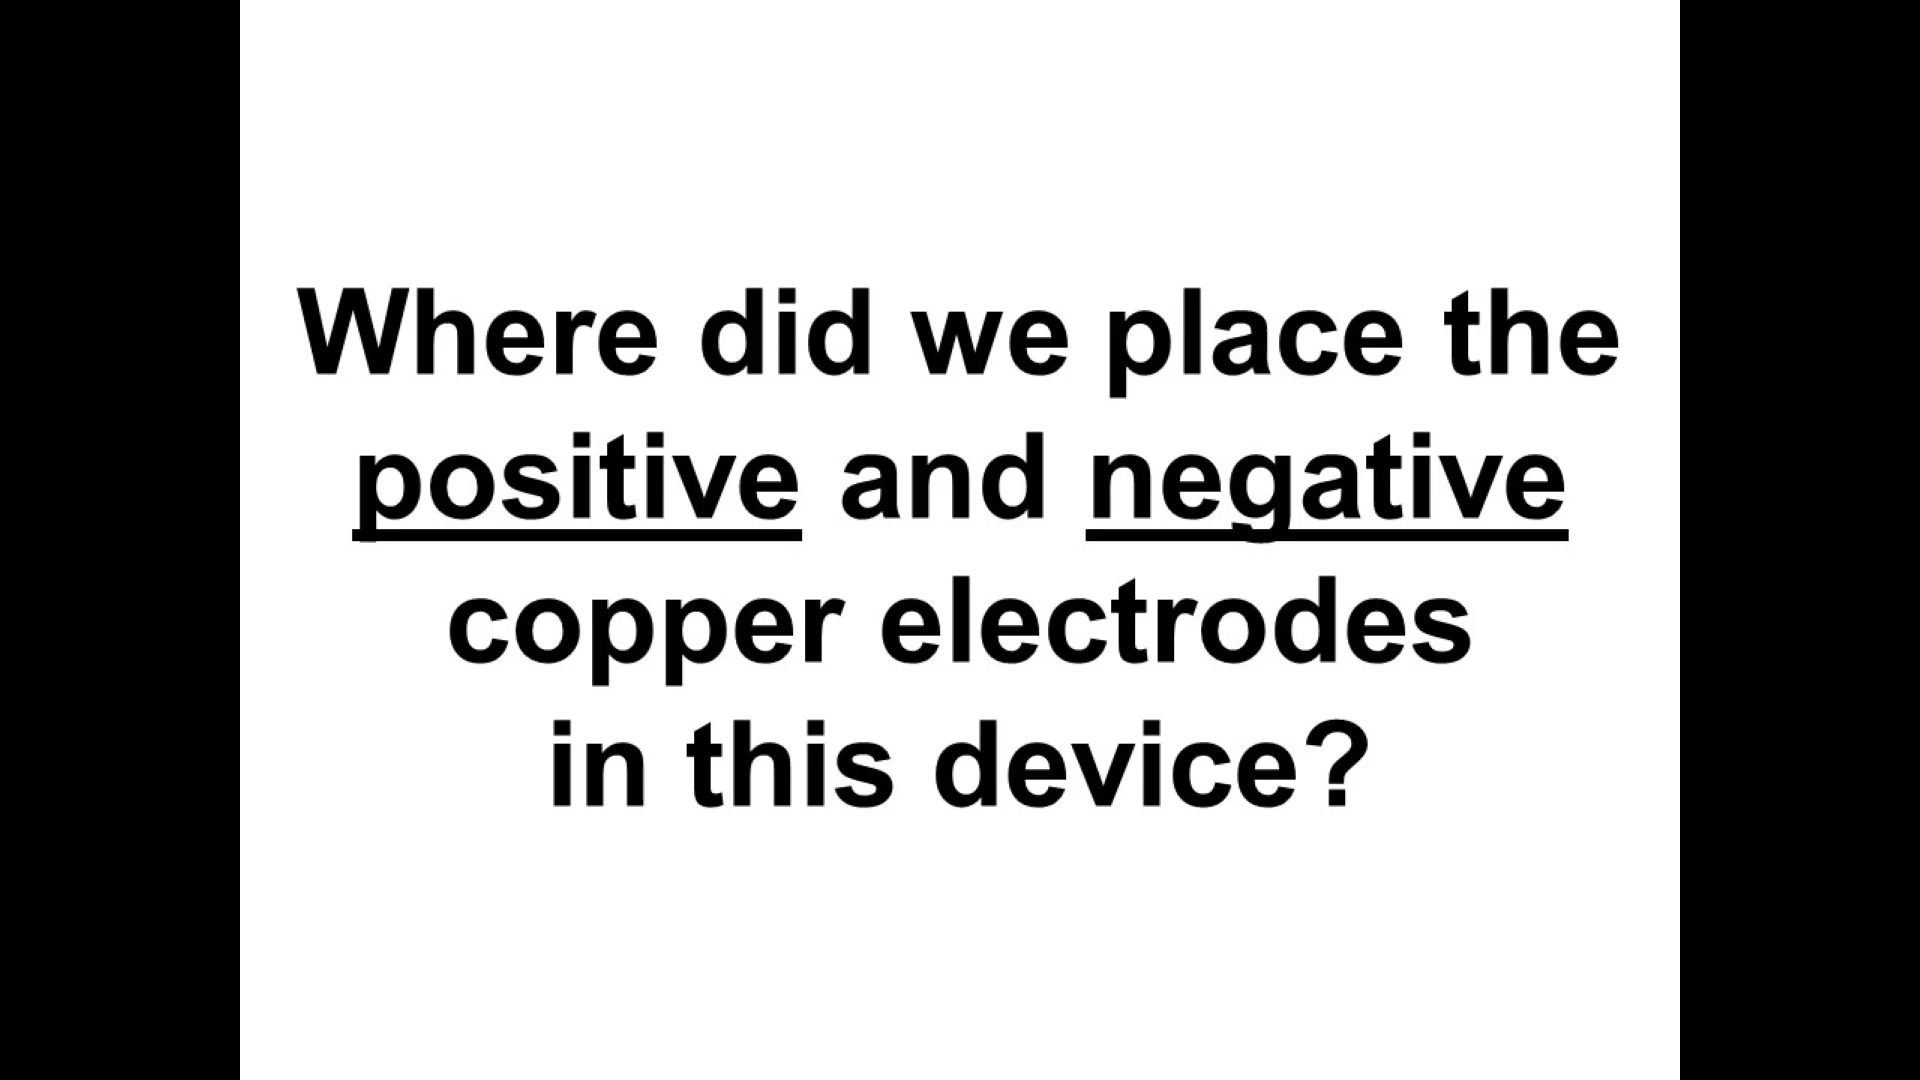 Where did we place the
positive and negative
copper electrodes
in this device?